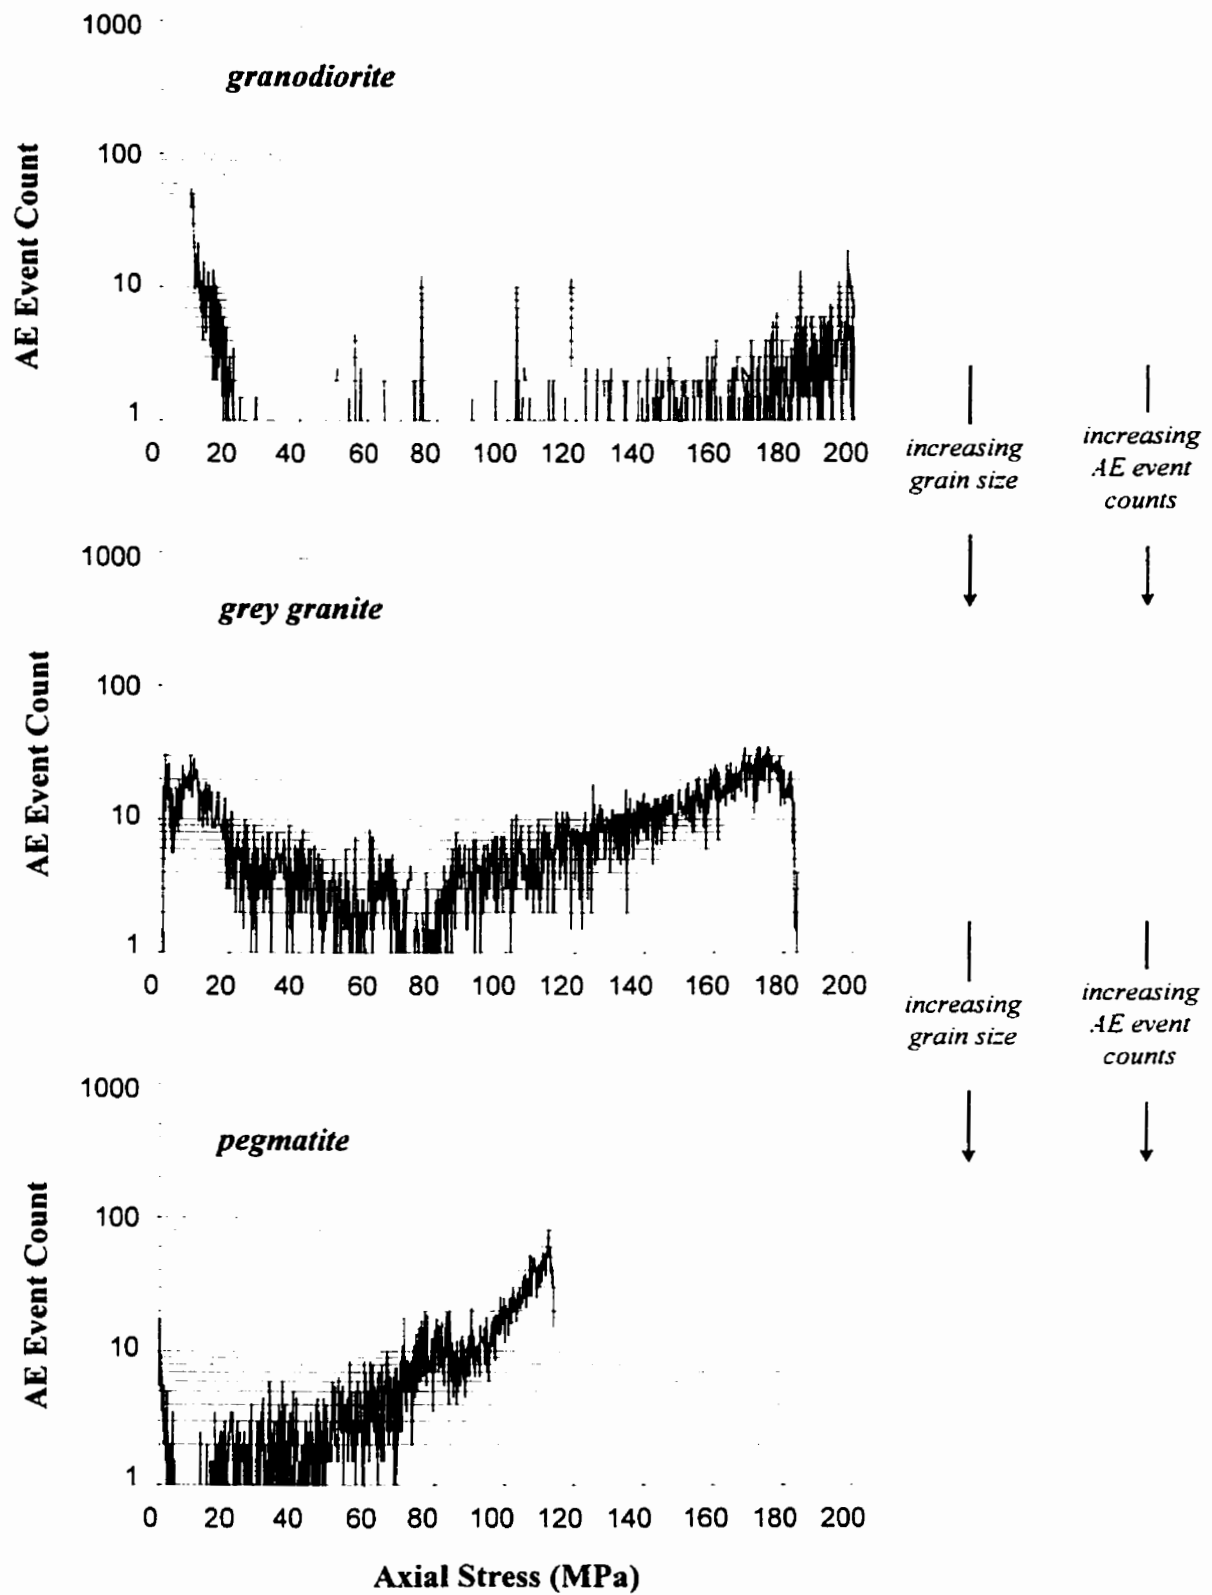 1000
granodiorite
100
AE Event Count
10
1
0 20 40 60 80 100 120 140 160 180 200
increasing
grain size
increasing
AE event
counts
1000
grey granite
100
AE Event Count
10
1
0 20 40 60 80 100 120 140 160 180 200
increasing
grain size
increasing
AE event
counts
1000
pegmatite
100
AE Event Count
10
1
0 20 40 60 80 100 120 140 160 180 200
Axial Stress (MPa)